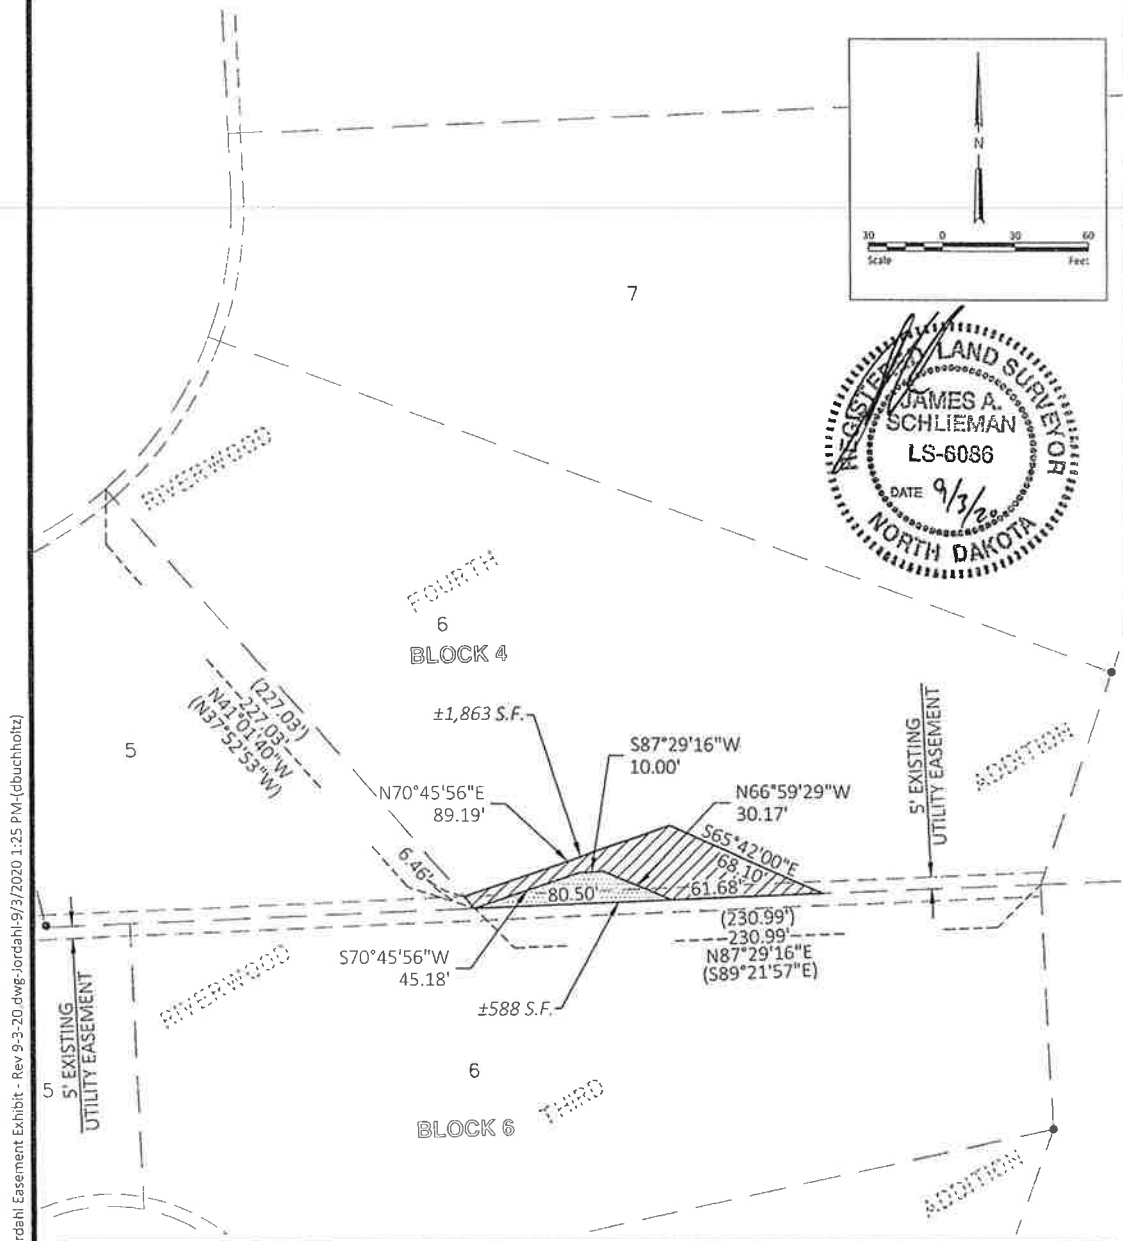 N
30 0 30 60
Scale Feet
7
REGISTERED LAND SURVEYOR
JAMES A.
SCHLIEMAN
LS-6086
DATE 9/3/20
NORTH DAKOTA
RIVERWOOD
FOURTH
6
BLOCK 4
(227.03')
227.03'
N41°01'40"W
(N37°52'53"W)
5
±1,863 S.F.
S87°29'16"W
10.00'
N70°45'56"E
89.19'
N66°59'29"W
30.17'
5' EXISTING
UTILITY EASEMENT
ADDITION
S65°42'00"E
68.10'
6.46'
80.50'
61.68'
(230.99')
230.99'
N87°29'16"E
(S89°21'57"E)
S70°45'56"W
45.18'
±588 S.F.
RIVERWOOD
5' EXISTING
UTILITY EASEMENT
5
6
BLOCK 6
THIRD
ADDITION
Easement Exhibit - Rev 9-3-20.dwg-Jordahl-9/3/2020 1:25 PM-(dbuchholtz)